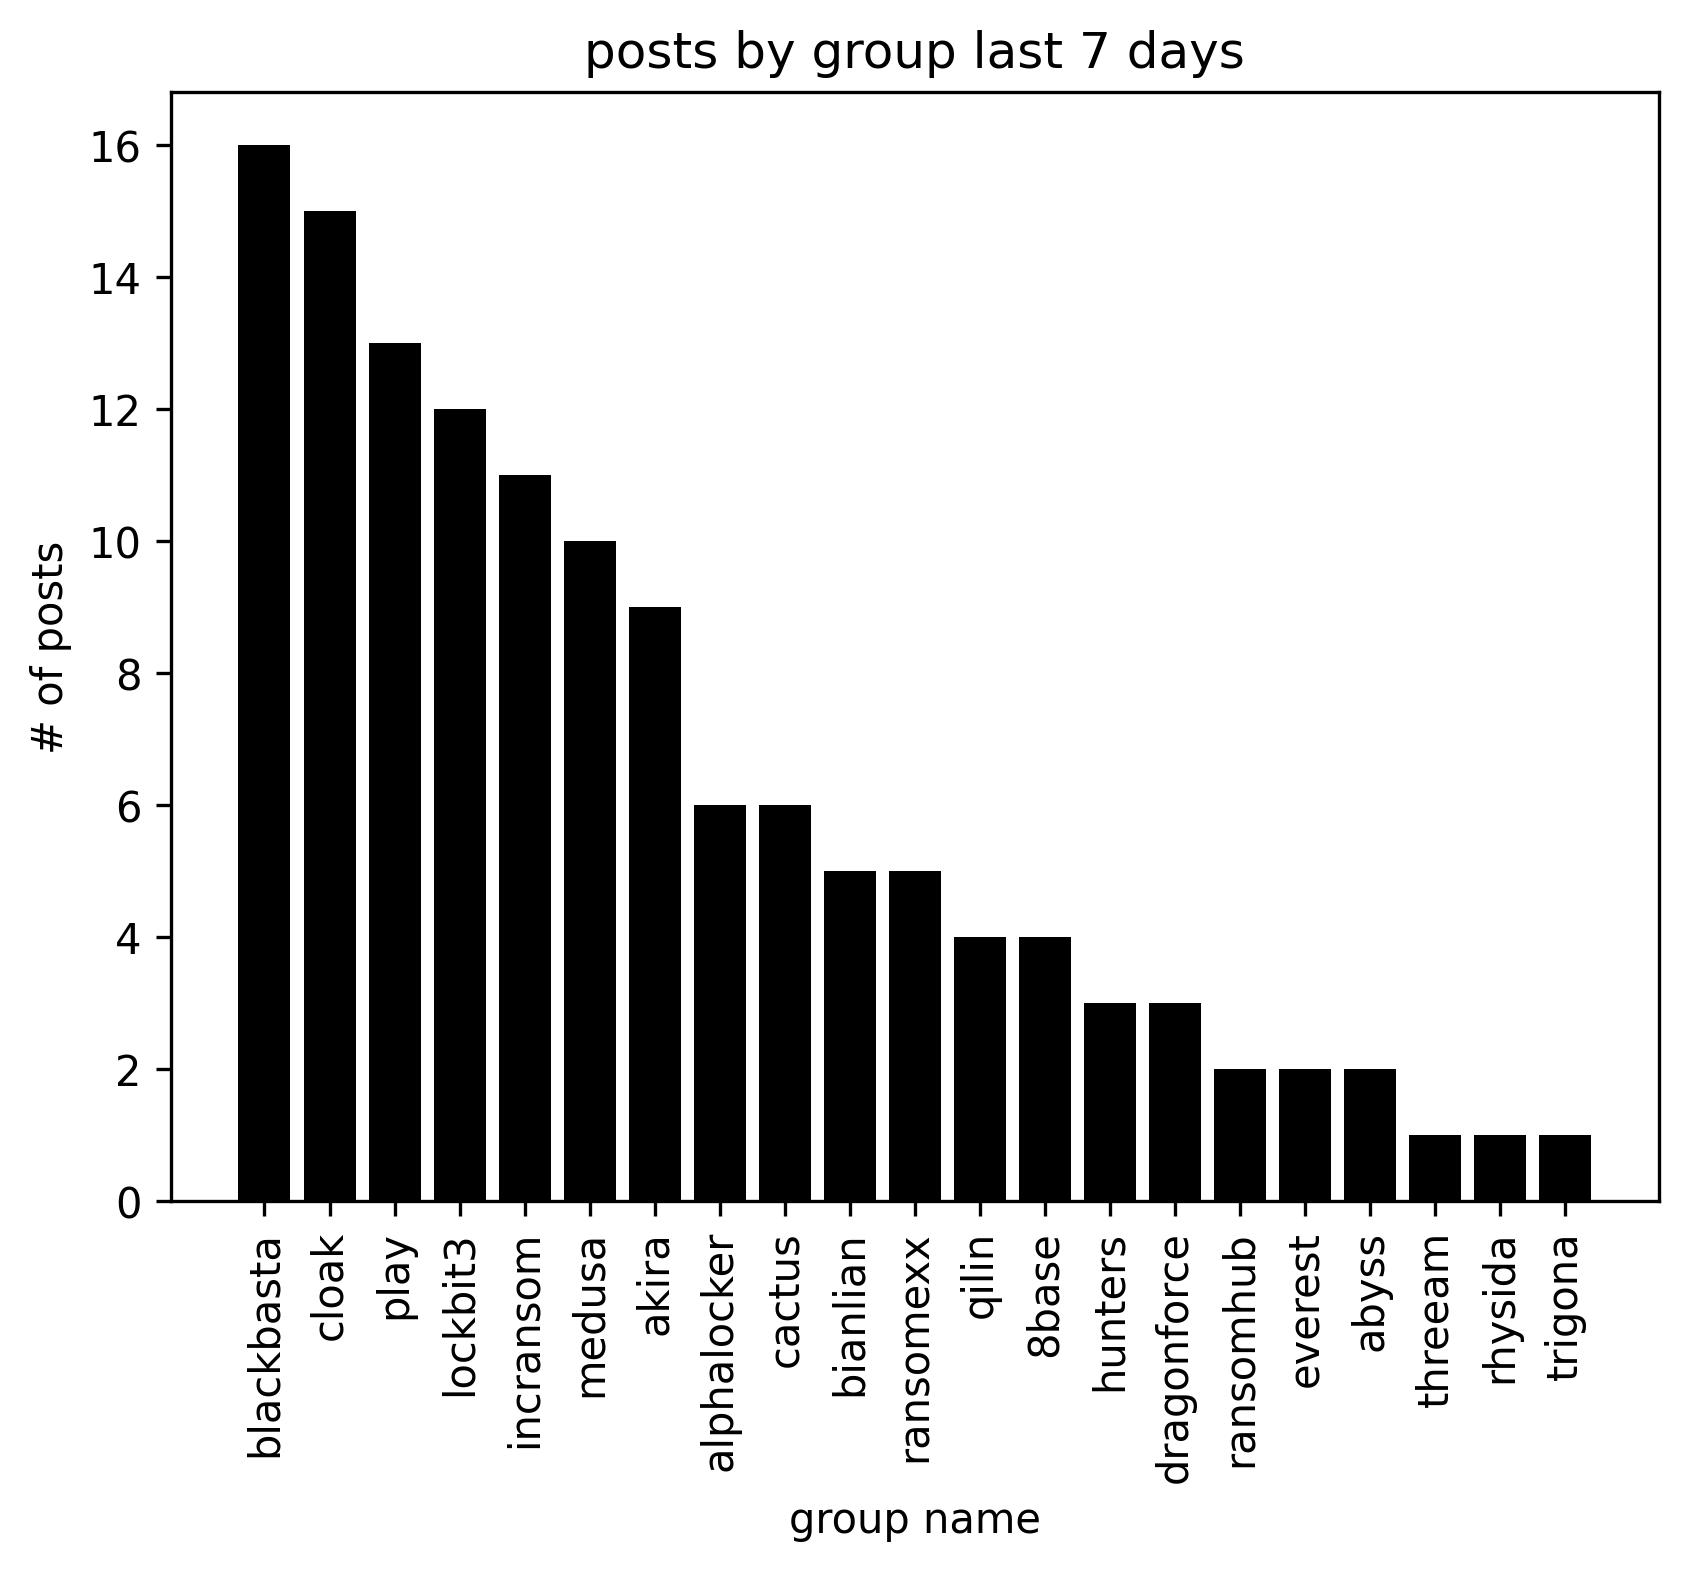 posts by group last 7 days
# of posts
16
14
12
10
8
6
4
2
0
blackbasta
cloak
play
lockbit3
incransom
medusa
akira
alphalocker
cactus
bianlian
ransomexx
qilin
8base
hunters
dragonforce
ransomhub
everest
abyss
threeam
rhysida
trigona
group name